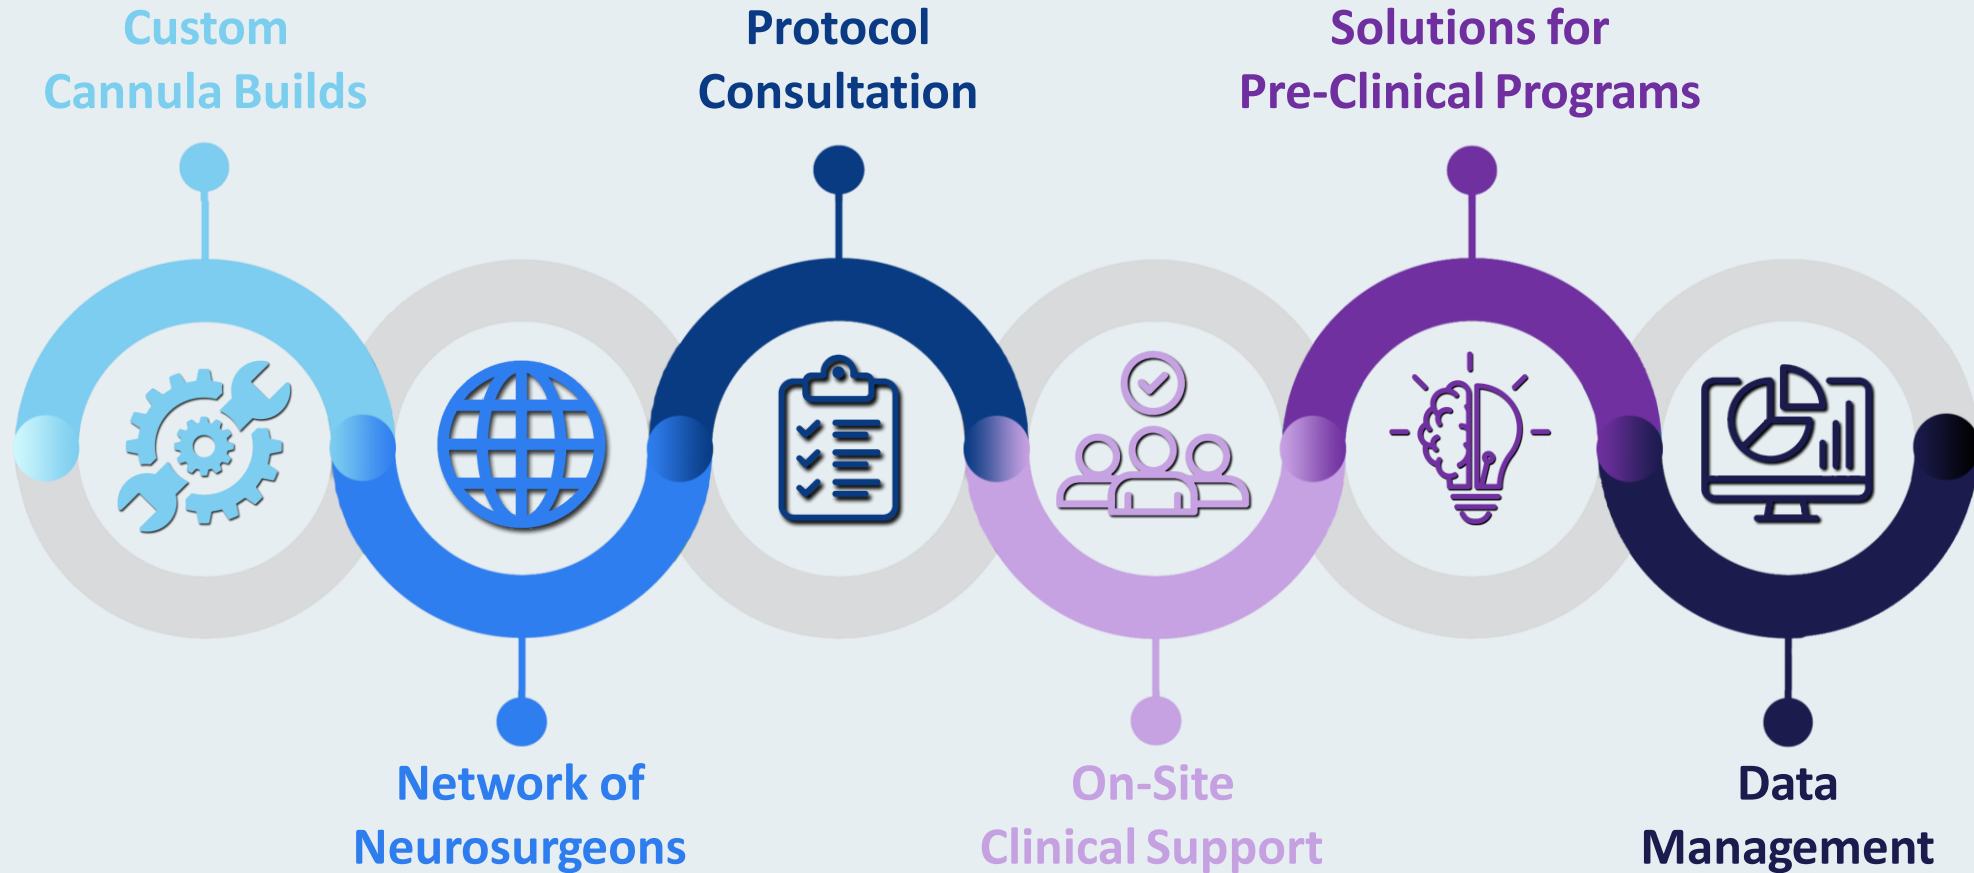 Custom
Cannula Builds
Protocol
Consultation
Solutions for
Pre-Clinical Programs
Network of
Neurosurgeons
On-Site
Clinical Support
Data
Management